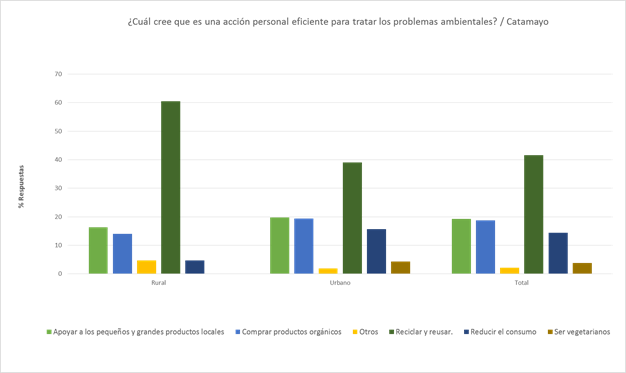 ¿Cuál cree que es una acción personal eficiente para tratar los problemas ambientales? / Catamayo
70
60
50
40
30
20
10
0
% Respuestas
Rural Urbano Total
Apoyar a los pequeños y grandes productos locales Comprar productos orgánicos Otros Reciclar y reusar. Reducir el consumo Ser vegetarianos